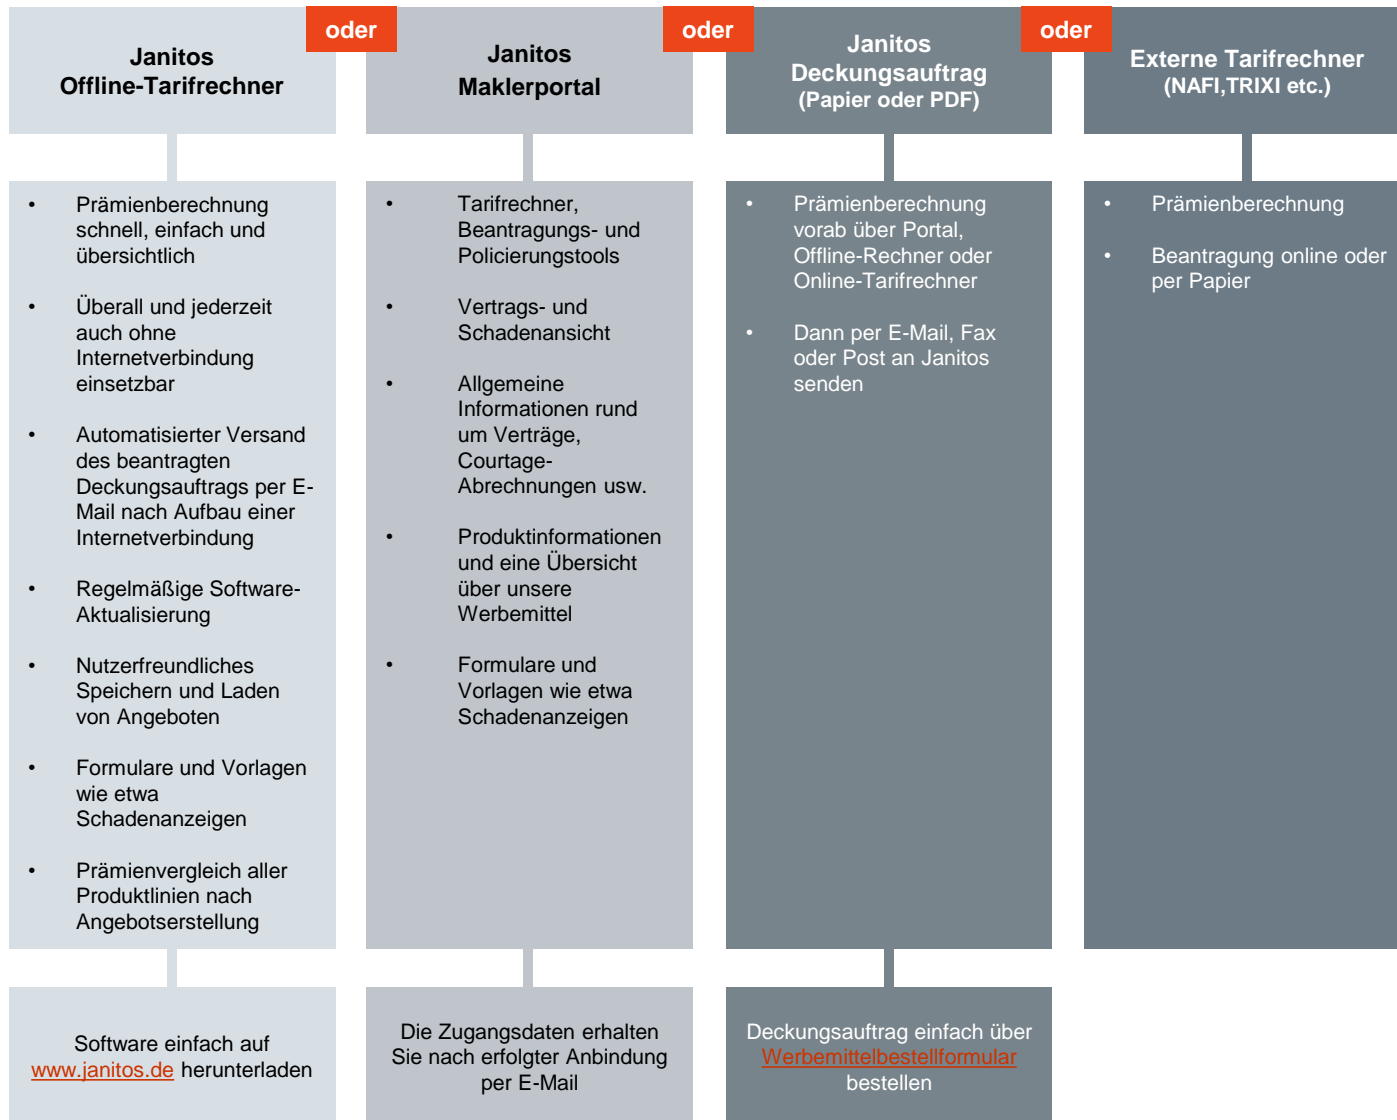 Janitos
Offline-Tarifrechner
oder
Janitos
Maklerportal
oder
Janitos
Deckungsauftrag
(Papier oder PDF)
oder
Externe Tarifrechner
(NAFI,TRIXI etc.)
• Prämienberechnung
schnell, einfach und
übersichtlich
• Überall und jederzeit
auch ohne
Internetverbindung
einsetzbar
• Automatisierter Versand
des beantragten
Deckungsauftrags per E-
Mail nach Aufbau einer
Internetverbindung
• Regelmäßige Software-
Aktualisierung
• Nutzerfreundliches
Speichern und Laden
von Angeboten
• Formulare und Vorlagen
wie etwa
Schadenanzeigen
• Prämienvergleich aller
Produktlinien nach
Angebotserstellung
• Tarifrechner,
Beantragungs- und
Policierungstools
• Vertrags- und
Schadenansicht
• Allgemeine
Informationen rund
um Verträge,
Courtage-
Abrechnungen usw.
• Produktinformationen
und eine Übersicht
über unsere
Werbemittel
• Formulare und
Vorlagen wie etwa
Schadenanzeigen
• Prämienberechnung
vorab über Portal,
Offline-Rechner oder
Online-Tarifrechner
• Dann per E-Mail, Fax
oder Post an Janitos
senden
• Prämienberechnung
• Beantragung online oder
per Papier
Software einfach auf
www.janitos.de herunterladen
Die Zugangsdaten erhalten
Sie nach erfolgter Anbindung
per E-Mail
Deckungsauftrag einfach über
Werbemittelbestellformular
bestellen